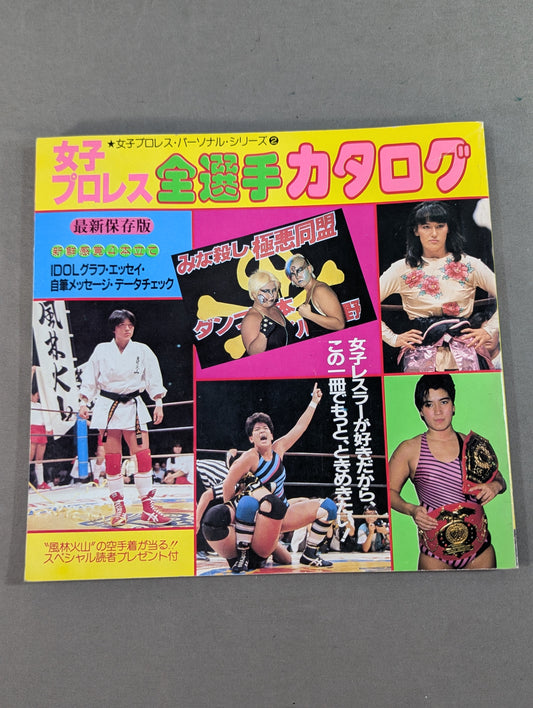 ★女子プロレス・パーソナル・シリーズ❷
女子
プロレス
全選手カタログ
最新保存版
IDOLグラフ・エッセイ・
自筆メッセージ・データチェック
みな殺し 極悪同盟
ダンプ 本
野
風林火山
女子レスラーが好きだから、
この一冊でもっと、ときめきたい!
"風林火山"の空手着が当る!!
スペシャル読者プレゼント付